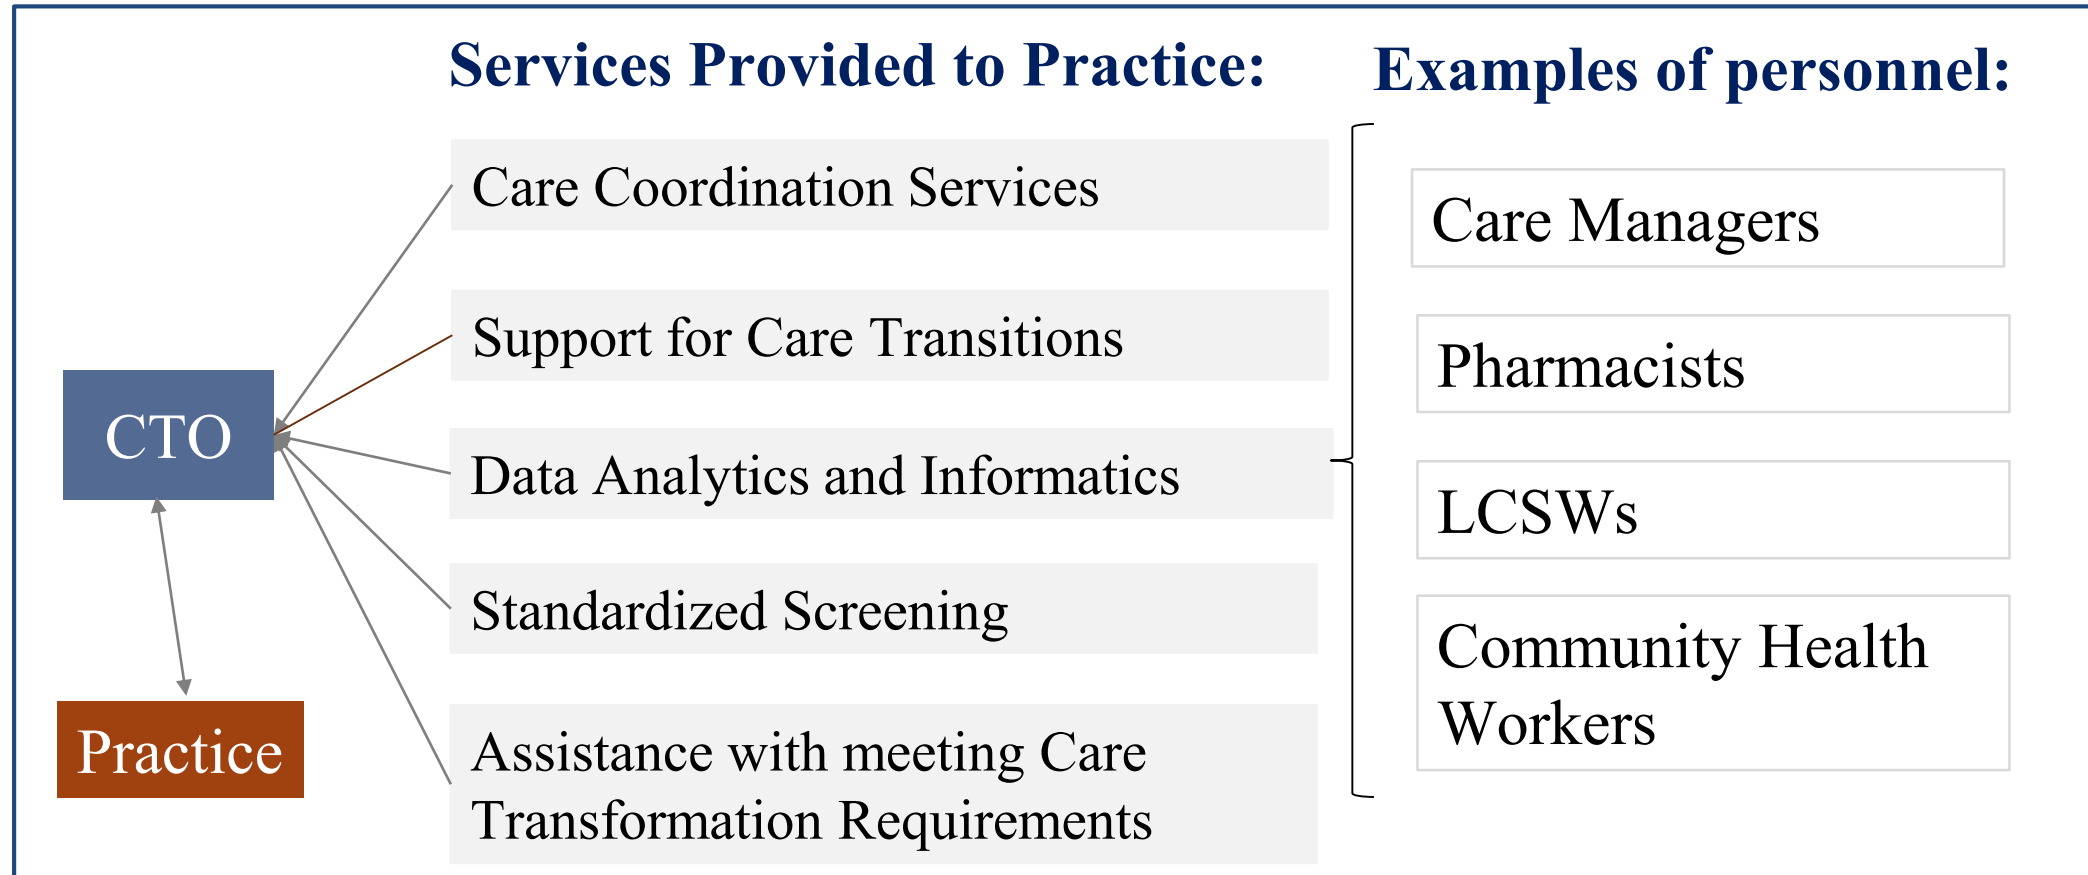 Services Provided to Practice:
Care Coordination Services
Support for Care Transitions
Data Analytics and Informatics
Standardized Screening
Assistance with meeting Care
Transformation Requirements
Examples of personnel:
Care Managers
Pharmacists
LCSWs
Community Health
Workers
CTO
Practice